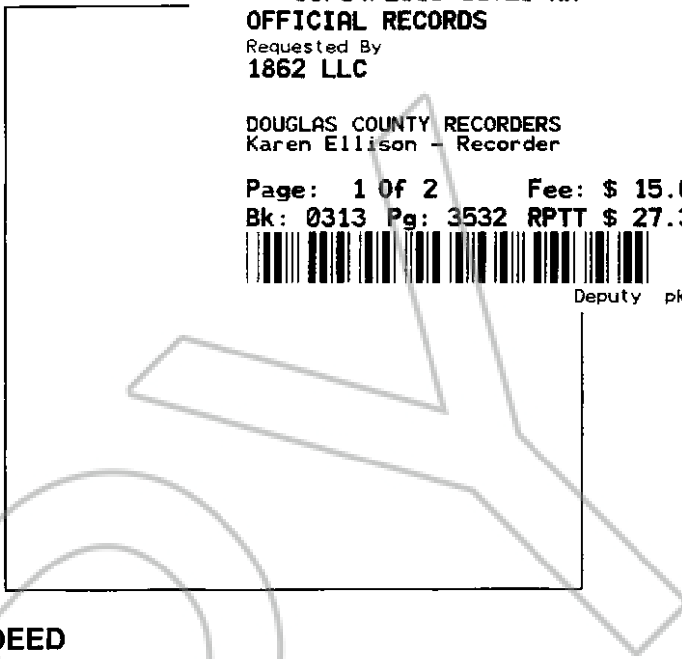 OFFICIAL RECORDS
Requested By
1862 LLC
DOUGLAS COUNTY RECORDERS
Karen Ellison - Recorder
Page: 1 Of 2 Fee: $ 15.
Bk: 0313 Pg: 3532 RPTT $ 27.
Deputy
DEED